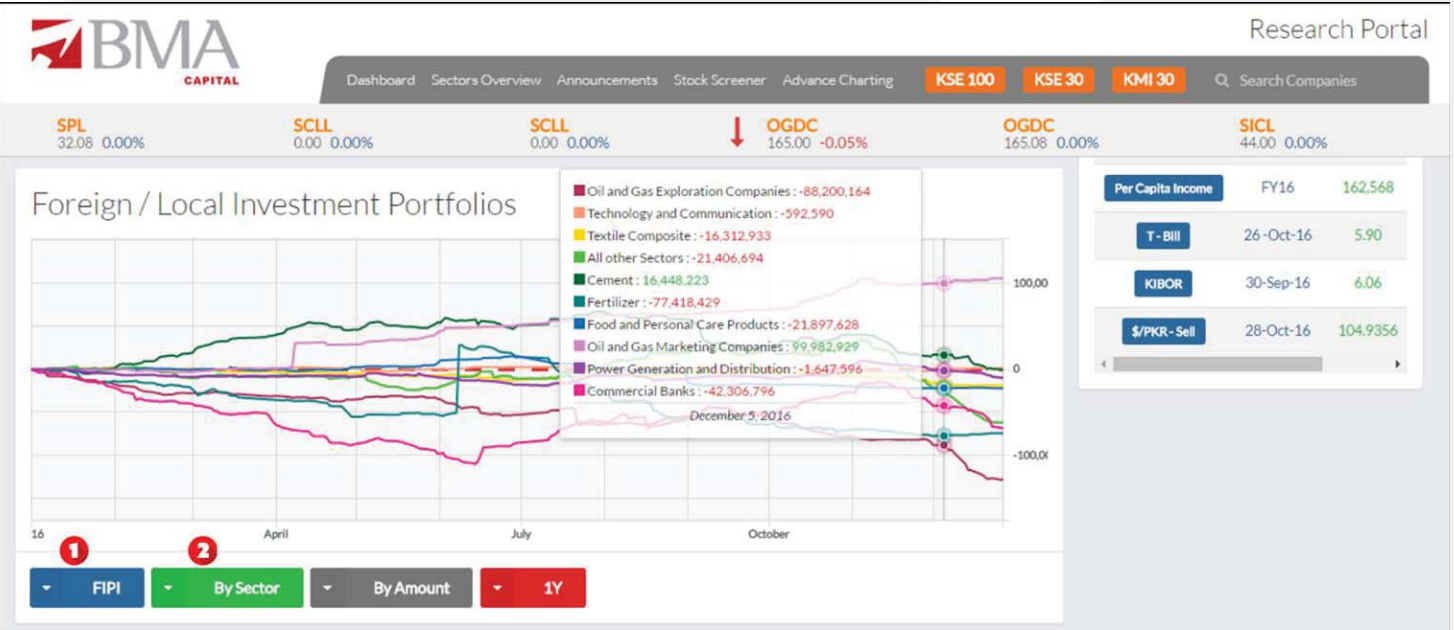 BMA
CAPITAL
Research Portal
Dashboard Sectors Overview Announcements Stock Screener Advance Charting KSE 100 KSE 30 KMI 30 Search Companies
SPL SCLL SCLL OGDC OGDC SICL
32.08 0.00% 0.00 0.00% 0.00 0.00% 165.00 -0.05% 165.08 0.00% 44.00 0.00%
Foreign / Local Investment Portfolios
Oil and Gas Exploration Companies : -88,200,164
Technology and Communication : -592,590
Textile Composite : -16,312,933
All other Sectors : -21,406,694
Cement : 16,448,223
Fertilizer : -77,418,429
Food and Personal Care Products : -21,897,628
Oil and Gas Marketing Companies : 99,982,929
Power Generation and Distribution : -1,647,596
Commercial Banks : -42,306,796
December 5, 2016
100,00
0
-100,0(
16 April July October
1 2
FIPI By Sector By Amount 1Y
Per Capita Income FY16 162,568
T - Bill 26 -Oct-16 5.90
KIBOR 30-Sep-16 6.06
$/PKR - Sell 28-Oct-16 104.9356